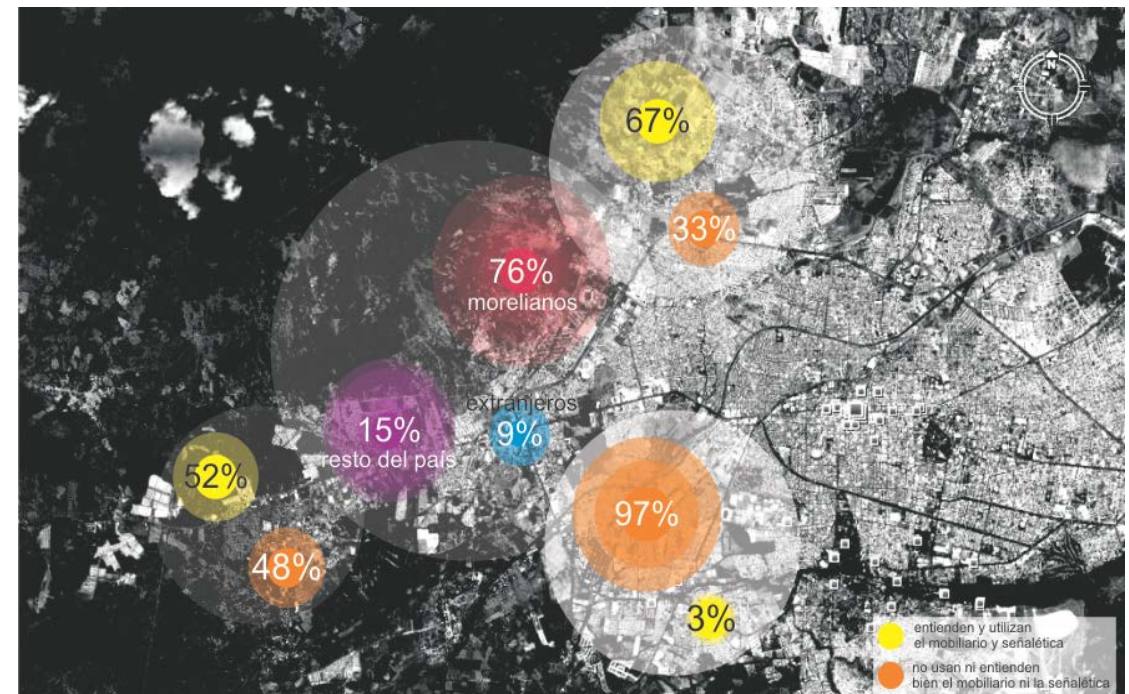 N
67%
33%
76%
morelianos
extranjeros
9%
15%
resto del país
52%
48%
97%
3%
entienden y utilizan
el mobiliario y señalética
no usan ni entienden
bien el mobiliario ni la señalética